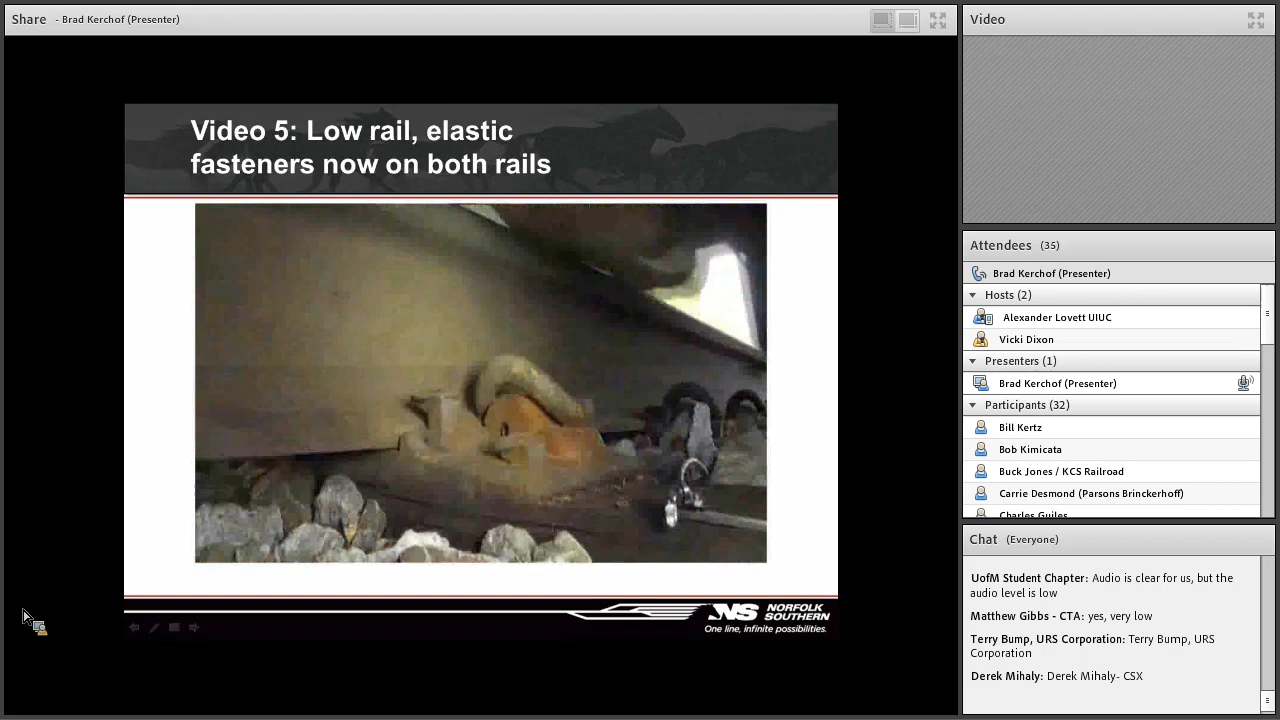 Share - Brad Kerchof (Presenter)
Video 5: Low rail, elastic
fasteners now on both rails
NS NORFOLK
SOUTHERN
One line, infinite possibilities.
Video
Attendees (35)
Brad Kerchof (Presenter)
Hosts (2)
Alexander Lovett UIUC
Vicki Dixon
Presenters (1)
Brad Kerchof (Presenter)
Participants (32)
Bill Kertz
Bob Kimicata
Buck Jones / KCS Railroad
Carrie Desmond (Parsons Brinckerhoff)
Charles Guiles
Chat (Everyone)
UofM Student Chapter: Audio is clear for us, but the
audio level is low
Matthew Gibbs - CTA: yes, very low
Terry Bump, URS Corporation: Terry Bump, URS
Corporation
Derek Mihaly: Derek Mihaly- CSX